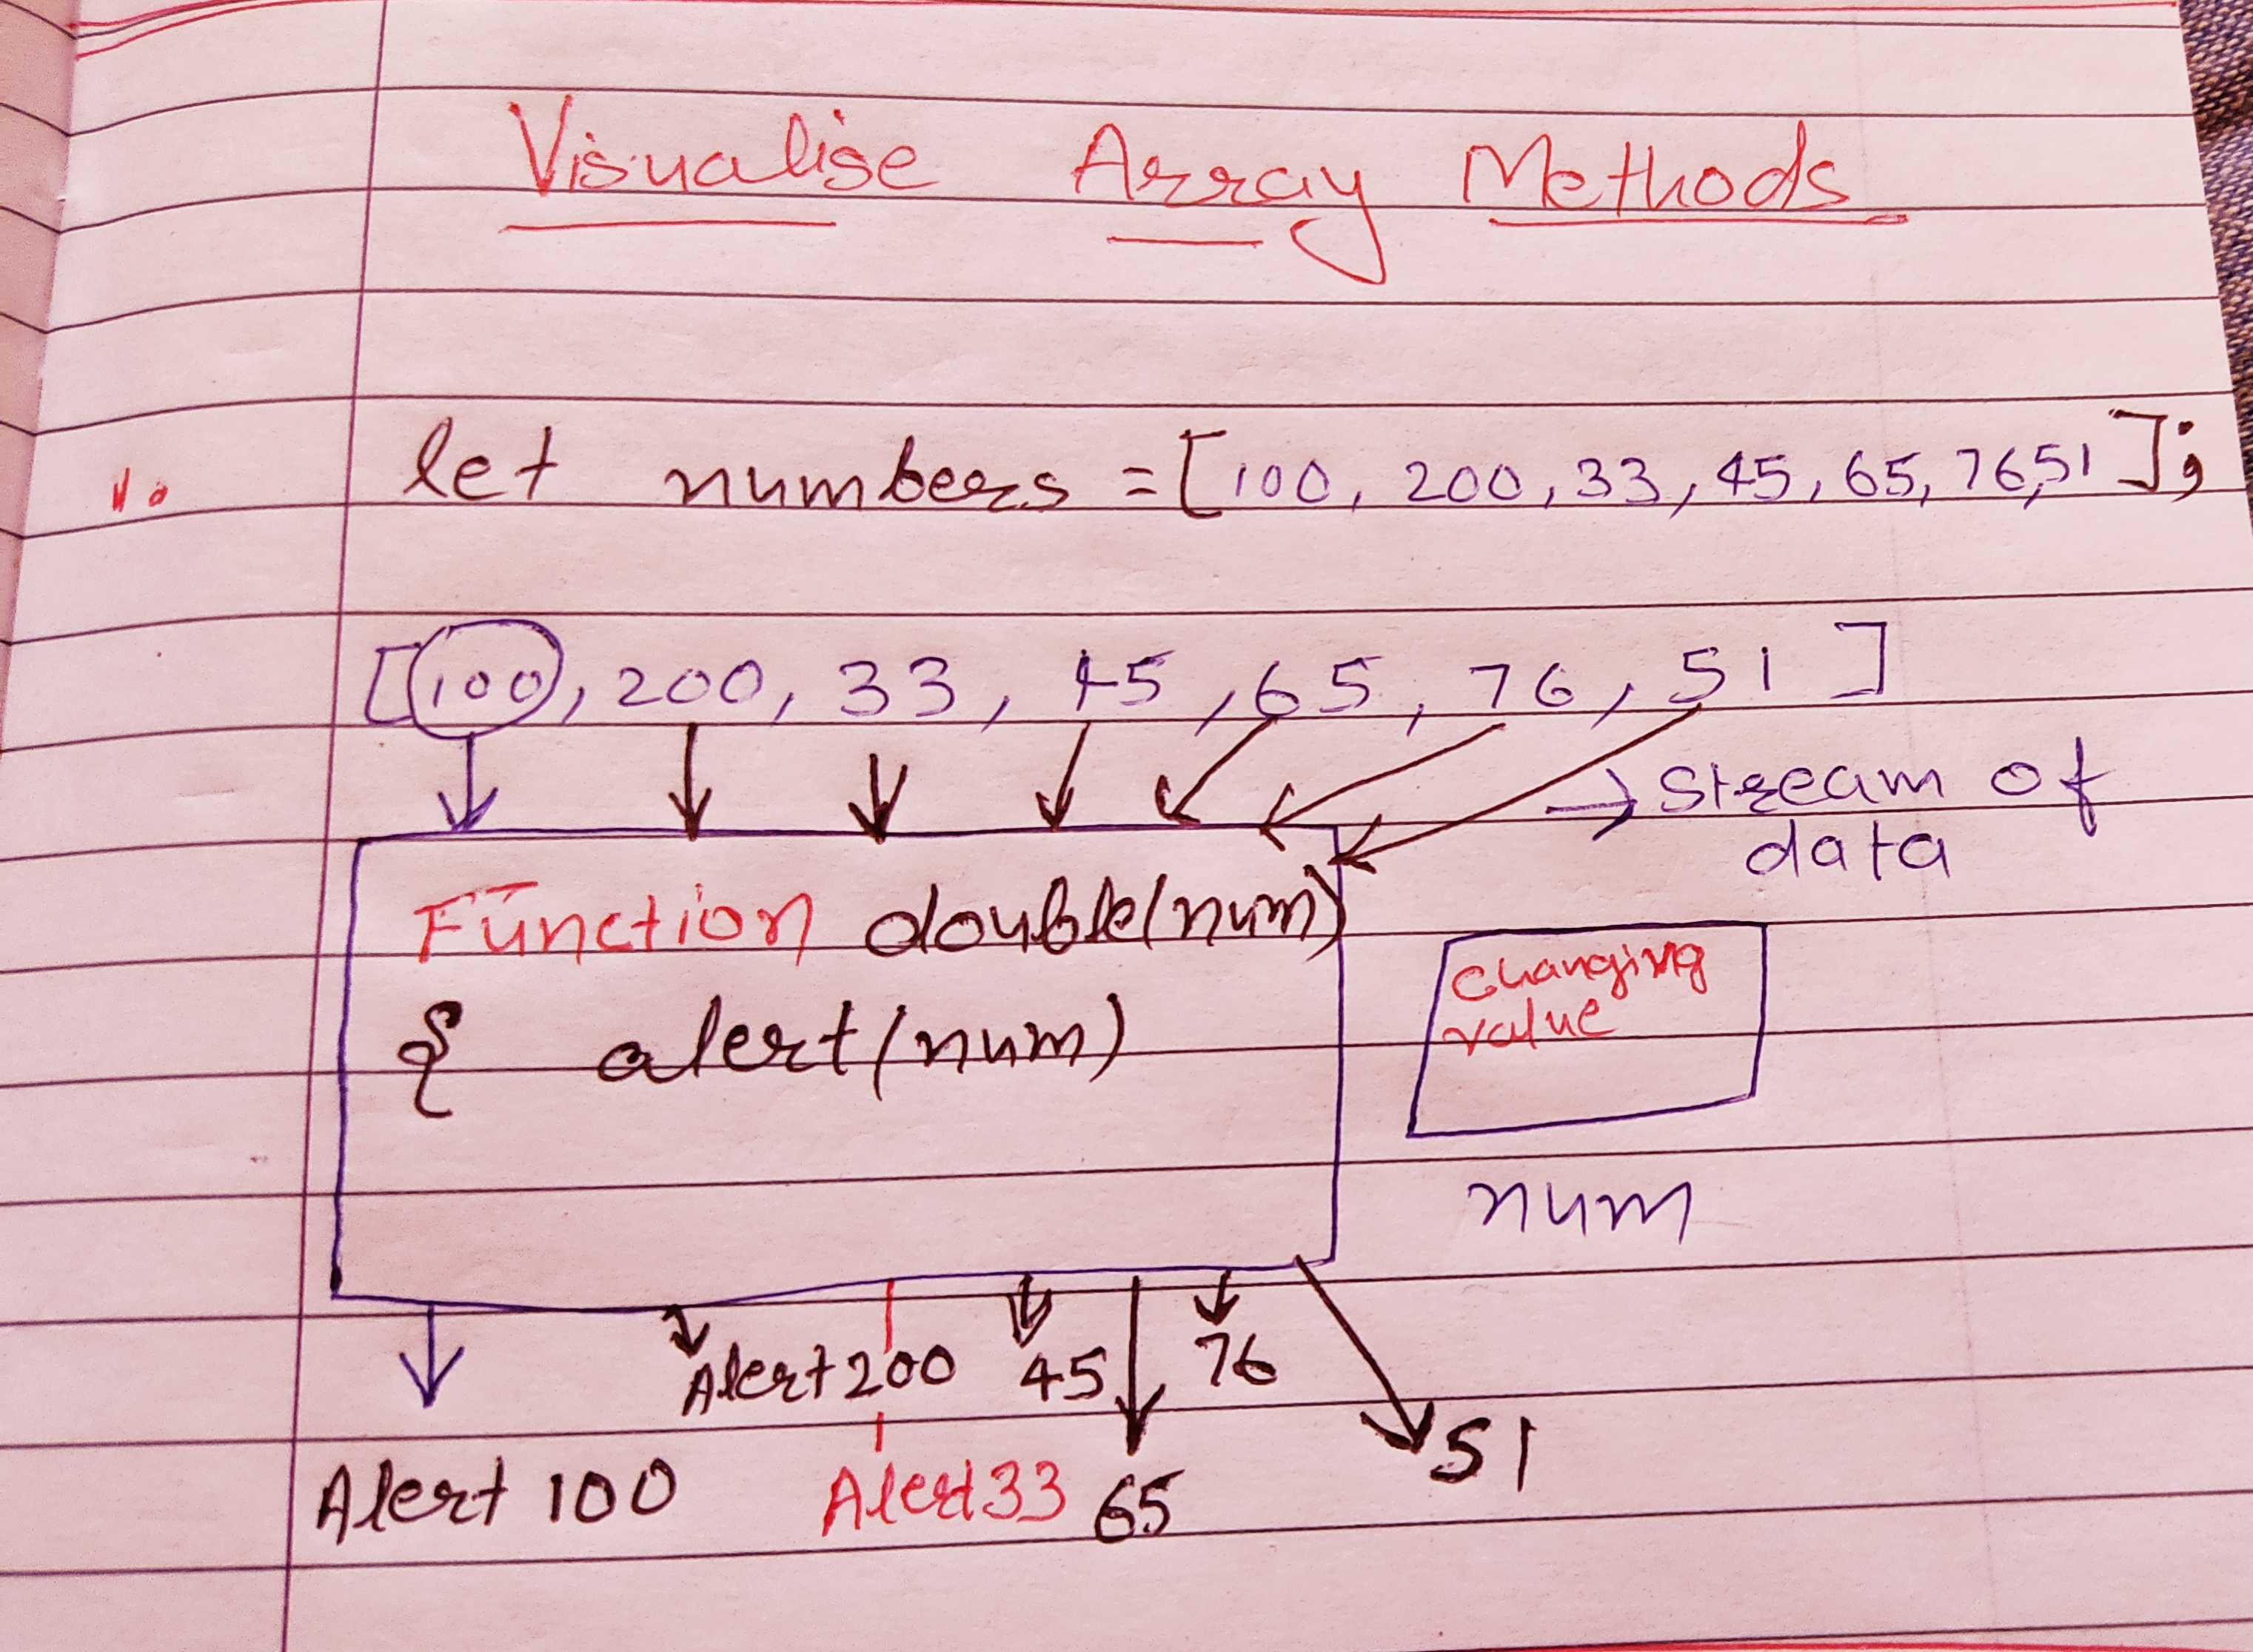 Visualise Array Methods
1. let numbers = [100, 200, 33, 45, 65, 76, 51];
[100, 200, 33, 45, 65, 76, 51]
→ Stream of
data
Function double(num)
{ alert(num)
changing
value
num
Alert 200 45 76
Alert 100 Alert 33 65 51